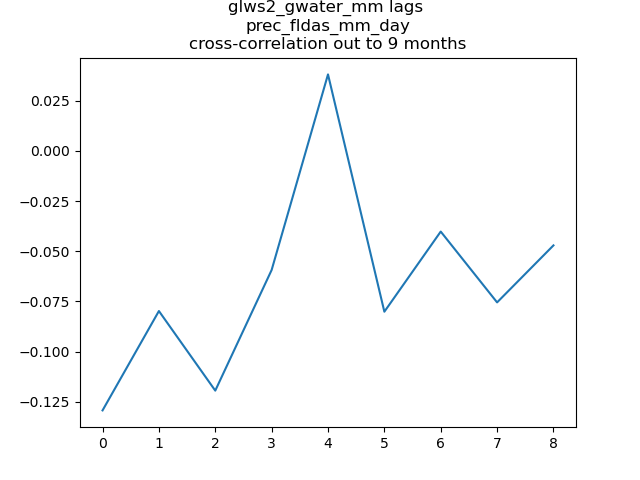 glws2_gwater_mm lags
prec_fldas_mm_day
cross-correlation out to 9 months
0.025
0.000
−0.025
−0.050
−0.075
−0.100
−0.125
0 1 2 3 4 5 6 7 8